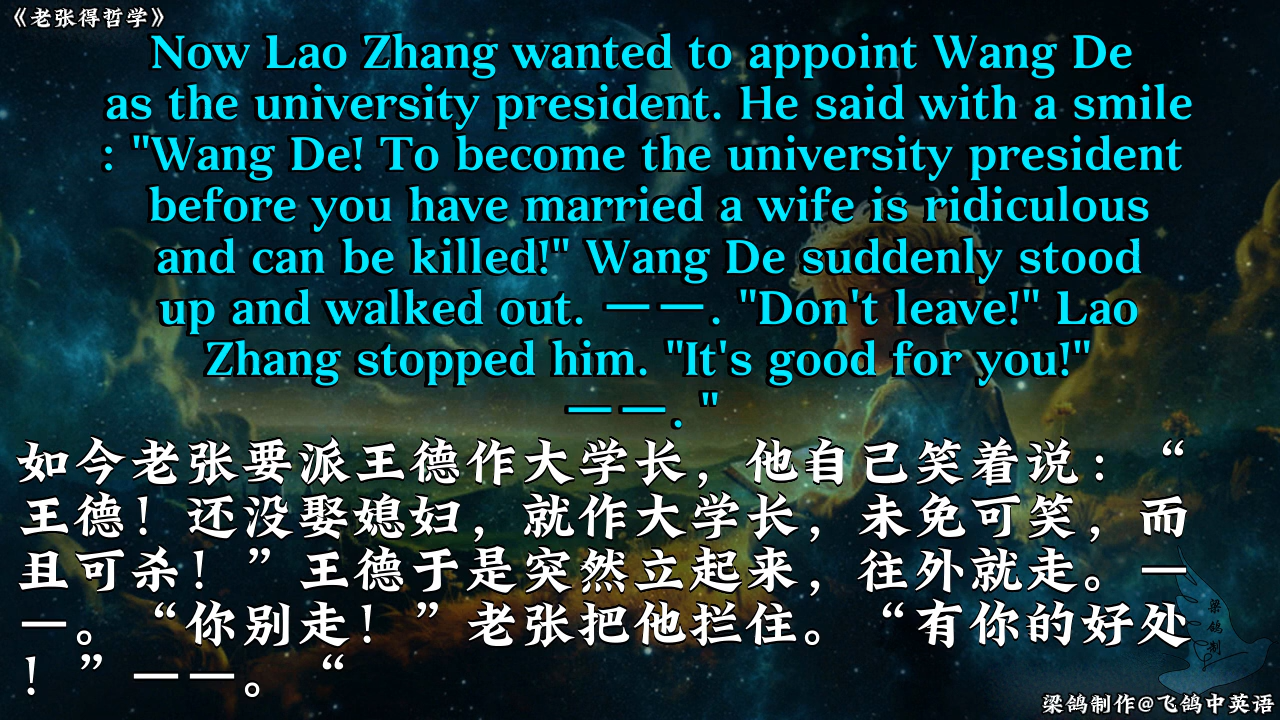 《老张得哲学》
Now Lao Zhang wanted to appoint Wang De
as the university president. He said with a smile
: "Wang De! To become the university president
before you have married a wife is ridiculous
and can be killed!" Wang De suddenly stood
up and walked out. ——. "Don't leave!" Lao
Zhang stopped him. "It's good for you!"
——. "
如今老张要派王德作大学长，他自己笑着说：“
王德！还没娶媳妇，就作大学长，未免可笑，而
且可杀！”王德于是突然立起来，往外就走。—
—。“你别走！”老张把他拦住。“有你的好处
！”——。“
梁鸽制
梁鸽制作@飞鸽中英语